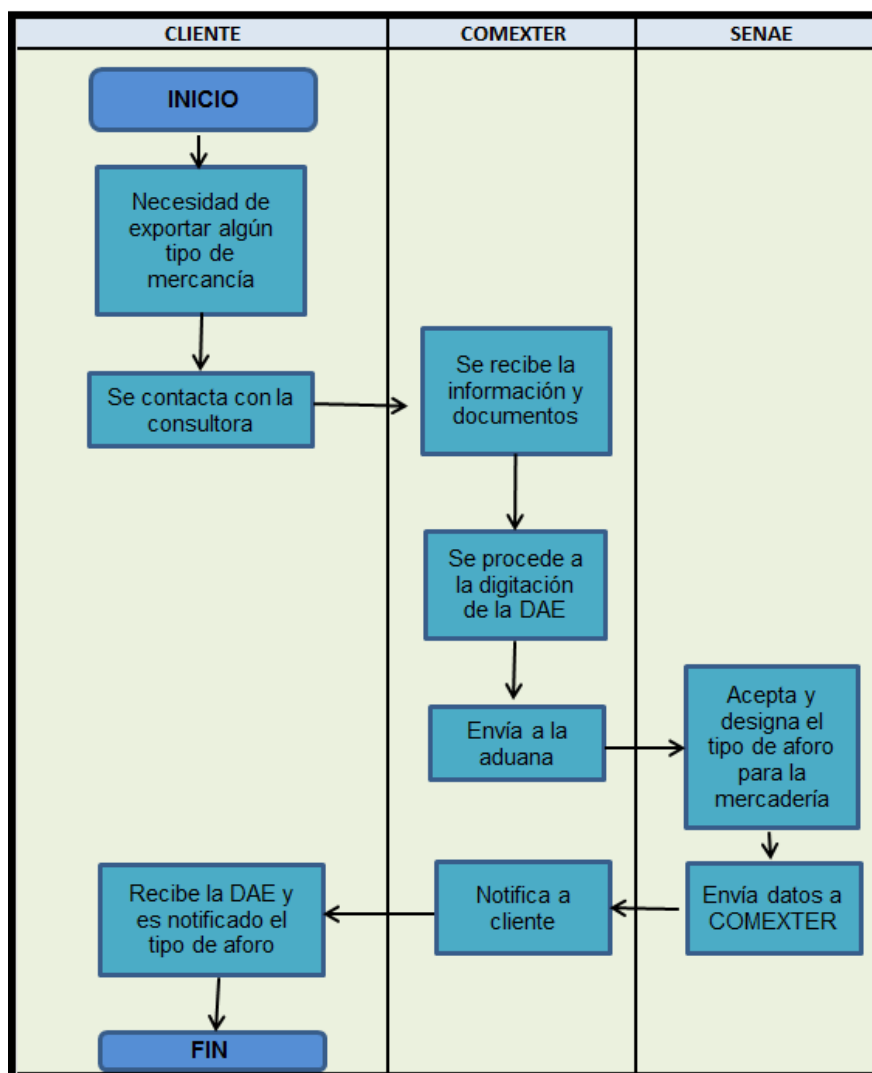 CLIENTE
COMEXTER
SENAE
INICIO
Necesidad de
exportar algún
tipo de
mercancía
Se contacta con la
consultora
Se recibe la
información y
documentos
Se procede a
la digitación
de la DAE
Envía a la
aduana
Acepta y
designa el
tipo de aforo
para la
mercadería
Envía datos a
COMEXTER
Notifica a
cliente
Recibe la DAE y
es notificado el
tipo de aforo
FIN